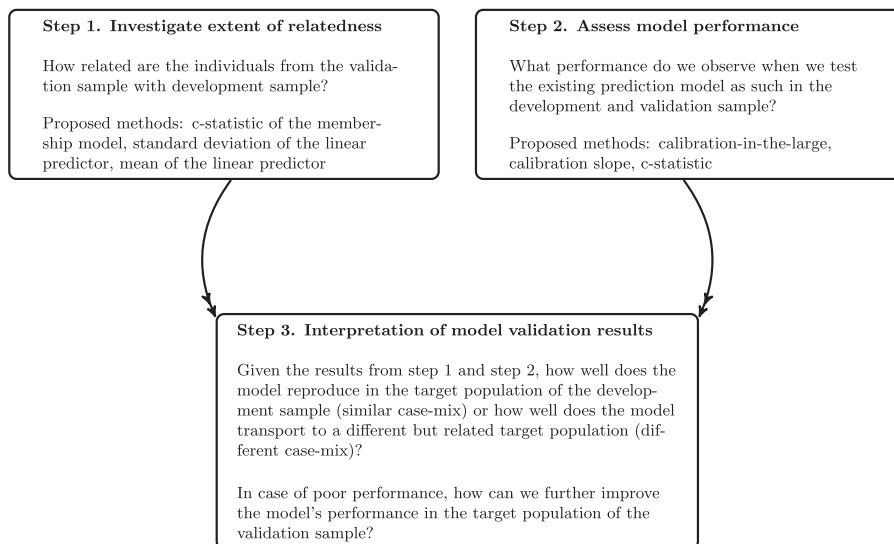 Step 1. Investigate extent of relatedness
How related are the individuals from the valida-
tion sample with development sample?
Proposed methods: c-statistic of the member-
ship model, standard deviation of the linear
predictor, mean of the linear predictor
Step 2. Assess model performance
What performance do we observe when we test
the existing prediction model as such in the
development and validation sample?
Proposed methods: calibration-in-the-large,
calibration slope, c-statistic
Step 3. Interpretation of model validation results
Given the results from step 1 and step 2, how well does the
model reproduce in the target population of the develop-
ment sample (similar case-mix) or how well does the model
transport to a different but related target population (dif-
ferent case-mix)?
In case of poor performance, how can we further improve
the model's performance in the target population of the
validation sample?